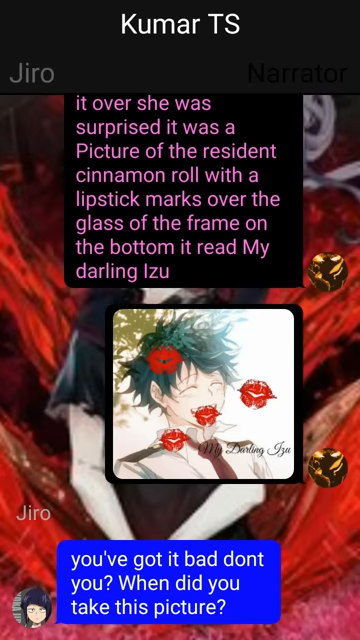 Kumar TS
Jiro
Narrator
it over she was
surprised it was a
Picture of the resident
cinnamon roll with a
lipstick marks over the
glass of the frame on
the bottom it read My
darling Izu
My Darling Izu
Jiro
you've got it bad dont
you? When did you
take this picture?